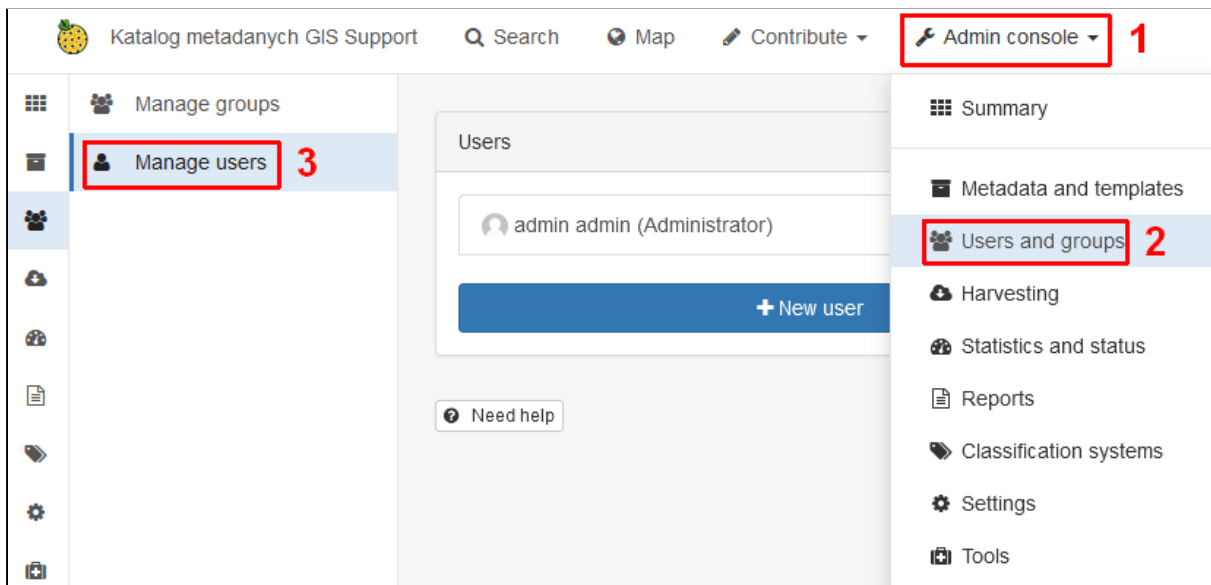 Katalog metadanych GIS Support Search Map Contribute Admin console 1
Manage groups
Manage users 3
Users
admin admin (Administrator)
+ New user
Need help
Summary
Metadata and templates
Users and groups 2
Harvesting
Statistics and status
Reports
Classification systems
Settings
Tools